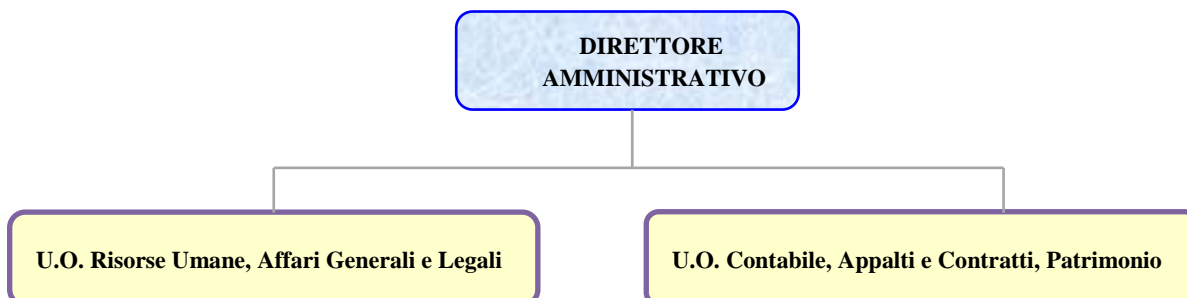 DIRETTORE
AMMINISTRATIVO
U.O. Risorse Umane, Affari Generali e Legali
U.O. Contabile, Appalti e Contratti, Patrimonio